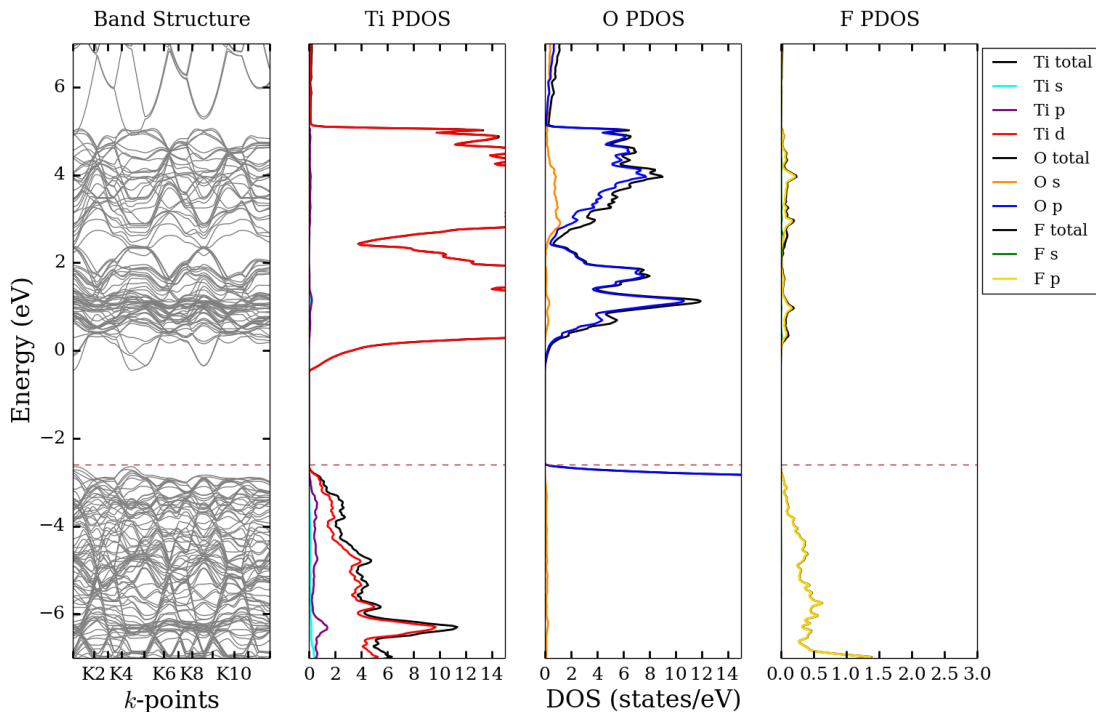 Band Structure
Ti PDOS
O PDOS
F PDOS
Energy (eV)
6
4
2
0
−2
−4
−6
K2 K4 K6 K8 K10
k-points
0 2 4 6 8 10 12 14
0 2 4 6 8 10 12 14
DOS (states/eV)
0.0 0.5 1.0 1.5 2.0 2.5 3.0
Ti total
Ti s
Ti p
Ti d
O total
O s
O p
F total
F s
F p